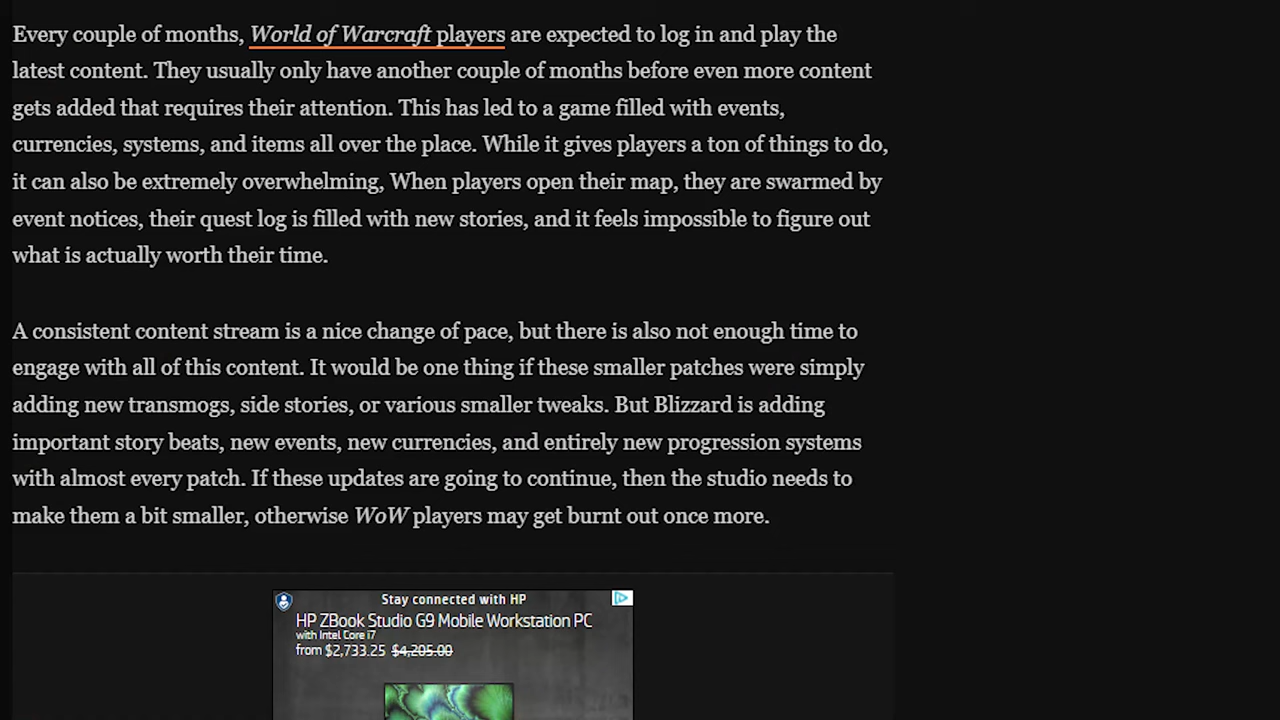 Every couple of months, World of Warcraft players are expected to log in and play the
latest content. They usually only have another couple of months before even more content
gets added that requires their attention. This has led to a game filled with events,
currencies, systems, and items all over the place. While it gives players a ton of things to do,
it can also be extremely overwhelming, When players open their map, they are swarmed by
event notices, their quest log is filled with new stories, and it feels impossible to figure out
what is actually worth their time.
A consistent content stream is a nice change of pace, but there is also not enough time to
engage with all of this content. It would be one thing if these smaller patches were simply
adding new transmogs, side stories, or various smaller tweaks. But Blizzard is adding
important story beats, new events, new currencies, and entirely new progression systems
with almost every patch. If these updates are going to continue, then the studio needs to
make them a bit smaller, otherwise WoW players may get burnt out once more.
Stay connected with HP
HP ZBook Studio G9 Mobile Workstation PC
with Intel Core i7
from $2,733.25 $4,205.00